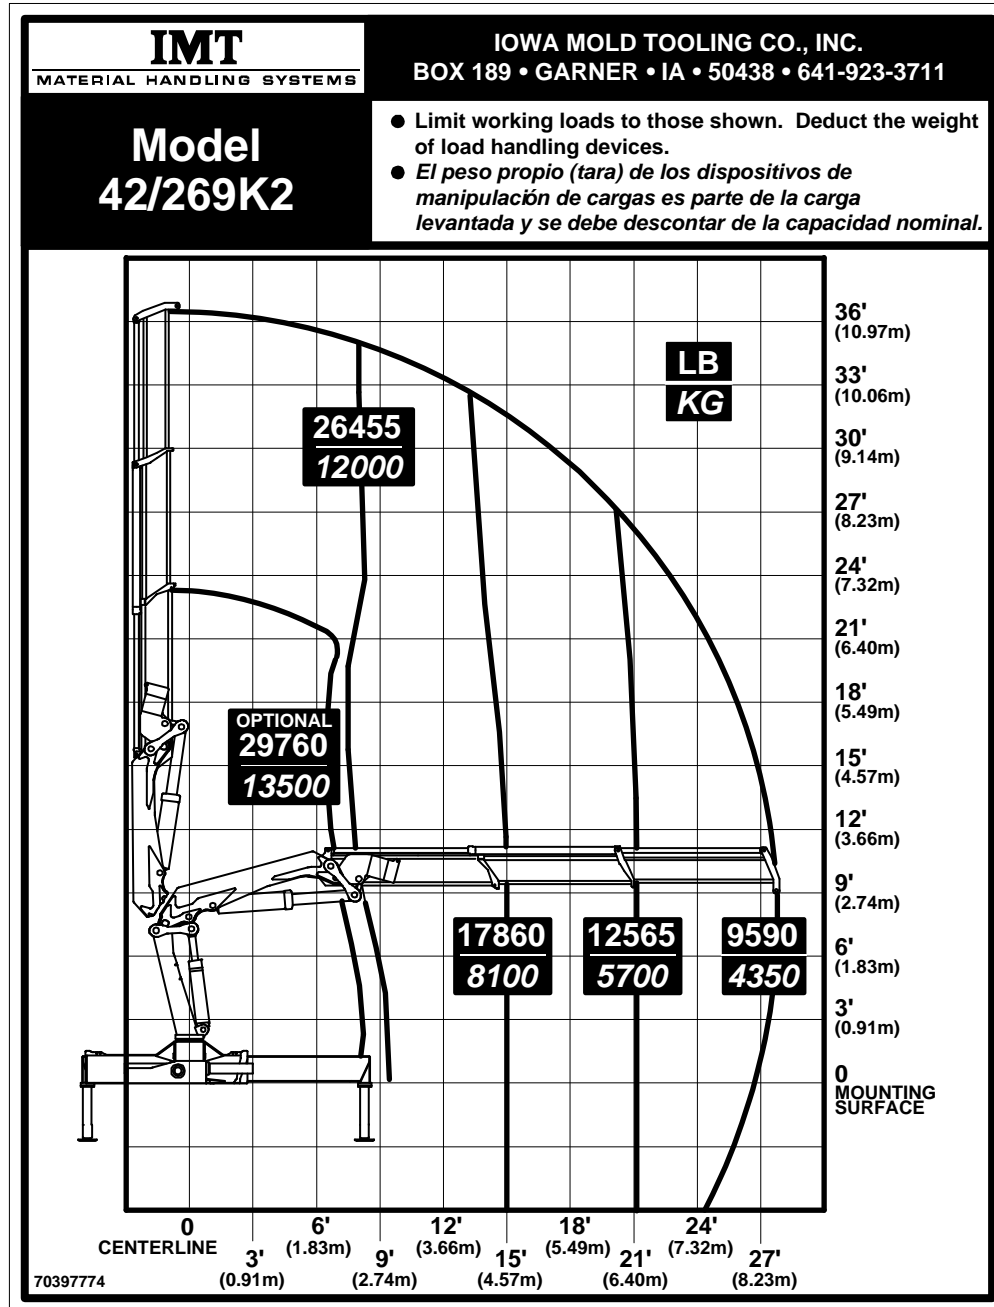 IMT
MATERIAL HANDLING SYSTEMS
IOWA MOLD TOOLING CO., INC.
BOX 189 • GARNER • IA • 50438 • 641-923-3711
Model
42/269K2
● Limit working loads to those shown.  Deduct the weight
of load handling devices.
● El peso propio (tara) de los dispositivos de
manipulación de cargas es parte de la carga
levantada y se debe descontar de la capacidad nominal.
LB
KG
26455
12000
OPTIONAL
29760
13500
17860
8100
12565
5700
9590
4350
36'
(10.97m)
33'
(10.06m)
30'
(9.14m)
27'
(8.23m)
24'
(7.32m)
21'
(6.40m)
18'
(5.49m)
15'
(4.57m)
12'
(3.66m)
9'
(2.74m)
6'
(1.83m)
3'
(0.91m)
0
MOUNTING
SURFACE
0
CENTERLINE
3'
(0.91m)
6'
(1.83m)
9'
(2.74m)
12'
(3.66m)
15'
(4.57m)
18'
(5.49m)
21'
(6.40m)
24'
(7.32m)
27'
(8.23m)
70397774